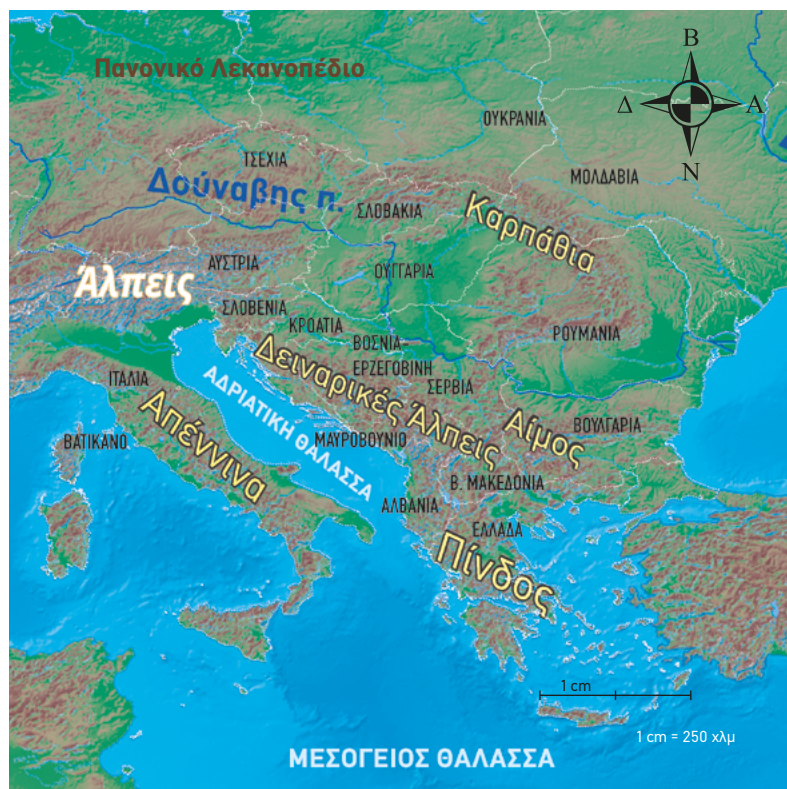 Β
Πανονικό Λεκανοπέδιο
Δ
Α
ΟΥΚΡΑΝΙΑ
Ν
ΤΣΕΧΙΑ
ΜΟΛΔΑΒΙΑ
Δούναβης π.
ΣΛΟΒΑΚΙΑ
Καρπάθια
ΑΥΣΤΡΙΑ
ΟΥΓΓΑΡΙΑ
Άλπεις
ΣΛΟΒΕΝΙΑ
ΚΡΟΑΤΙΑ
ΡΟΥΜΑΝΙΑ
ΒΟΣΝΙΑ-
ΕΡΖΕΓΟΒΙΝΗ
Δειναρικές Άλπεις
ΙΤΑΛΙΑ
ΣΕΡΒΙΑ
ΑΔΡΙΑΤΙΚΗ ΘΑΛΑΣΣΑ
Απέννινα
Αίμος
ΒΟΥΛΓΑΡΙΑ
ΒΑΤΙΚΑΝΟ
ΜΑΥΡΟΒΟΥΝΙΟ
Β. ΜΑΚΕΔΟΝΙΑ
ΑΛΒΑΝΙΑ
ΕΛΛΑΔΑ
Πίνδος
1 cm
1 cm = 250 χλμ
ΜΕΣΟΓΕΙΟΣ ΘΑΛΑΣΣΑ